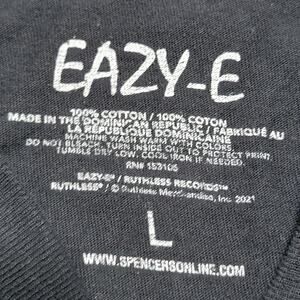 EAZY-E
100% COTTON / 100% COTON
MADE IN THE DOMINICAN REPUBLIC / FABRIQUÉ AU
LA RÉPUBLIQUE DOMINICAINE
MACHINE WASH WARM WITH COLORS.
DO NOT BLEACH. TURN INSIDE OUT TO PROTECT PRINT.
TUMBLE DRY LOW. COOL IRON IF NEEDED.
RN# 153105
EAZY-E® / RUTHLESS RECORDS™
RUTHLESS® / © Ruthless Merchandise, Inc 2021
L
WWW.SPENCERSONLINE.COM